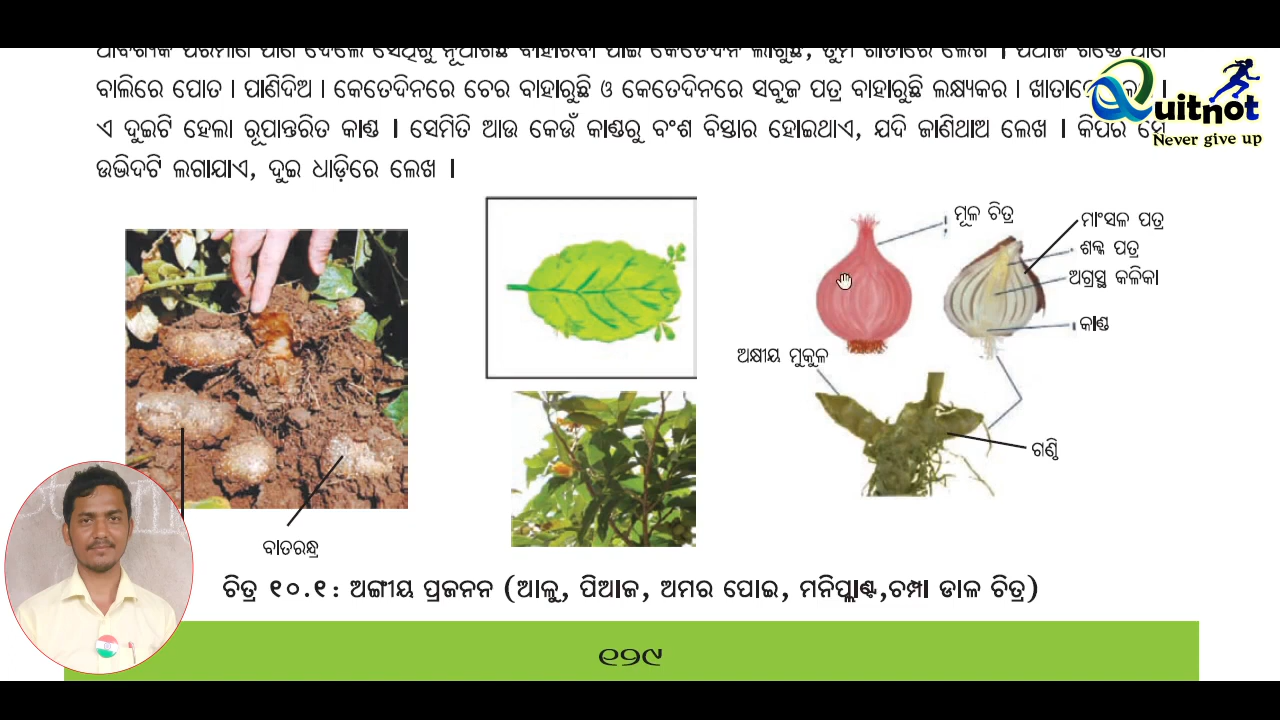 ବାଲିରେ ପୋତ । ପାଣିଦିଅ । କେତେଦିନରେ ଚେର ବାହାରୁଛି ଓ କେତେଦିନରେ ସବୁଜ ପତ୍ର ବାହାରୁଛି ଲକ୍ଷ୍ୟକର ।
ଏ ଦୁଇଟି ହେଲା ରୂପାନ୍ତରିତ କାଣ୍ଡ । ସେମିତି ଆଉ କେଉଁ କାଣ୍ଡରୁ ବଂଶ ବିସ୍ତାର ହୋଇଥାଏ, ଯଦି ଜାଣିଥାଅ ଲେଖ । କିପରି ସେ
ଉଦ୍ଭିଦଟି ଲଗାଯାଏ, ଦୁଇ ଧାଡ଼ିରେ ଲେଖ ।
Quitnot
Never give up
ମୂଳ ଚିତ୍ର
ମାଂସଳ ପତ୍ର
ଶଳ୍କ ପତ୍ର
ଅଗ୍ରସ୍ଥ କଳିକା
କାଣ୍ଡ
ଅକ୍ଷୀୟ ମୁକୁଳ
ଗଣ୍ଠି
ବାତରନ୍ଧ୍ର
ଚିତ୍ର ୧୦.୧: ଅଙ୍ଗୀୟ ପ୍ରଜନନ (ଆଳୁ, ପିଆଜ, ଅମର ପୋଇ, ମନିପ୍ଲାଣ୍ଟ,ଚମ୍ପା ଡାଳ ଚିତ୍ର)
୧୨୯